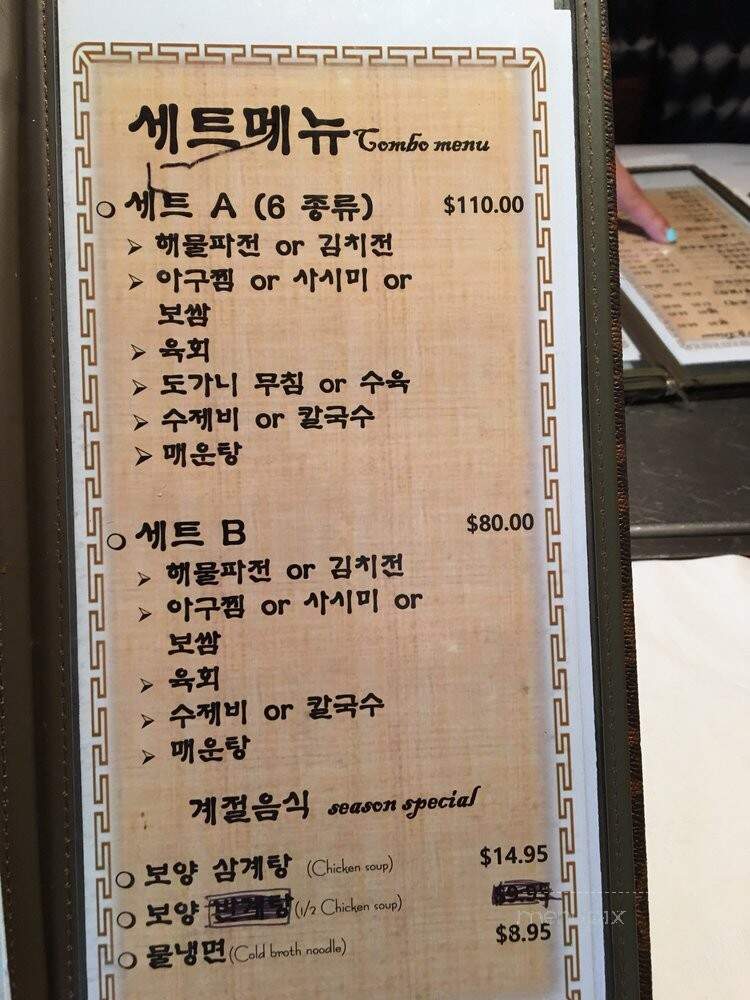 세트메뉴 Combo menu
세트 A (6 종류) $110.00
해물파전 or 김치전
아구찜 or 사시미 or
보쌈
육회
도가니 무침 or 수육
수제비 or 칼국수
매운탕
세트 B $80.00
해물파전 or 김치전
아구찜 or 사시미 or
보쌈
육회
수제비 or 칼국수
매운탕
계절음식 season special
보양 삼계탕 (Chicken soup) $14.95
보양 반계탕 (1/2 Chicken soup) $9.95
물냉면 (Cold broth noodle) $8.95